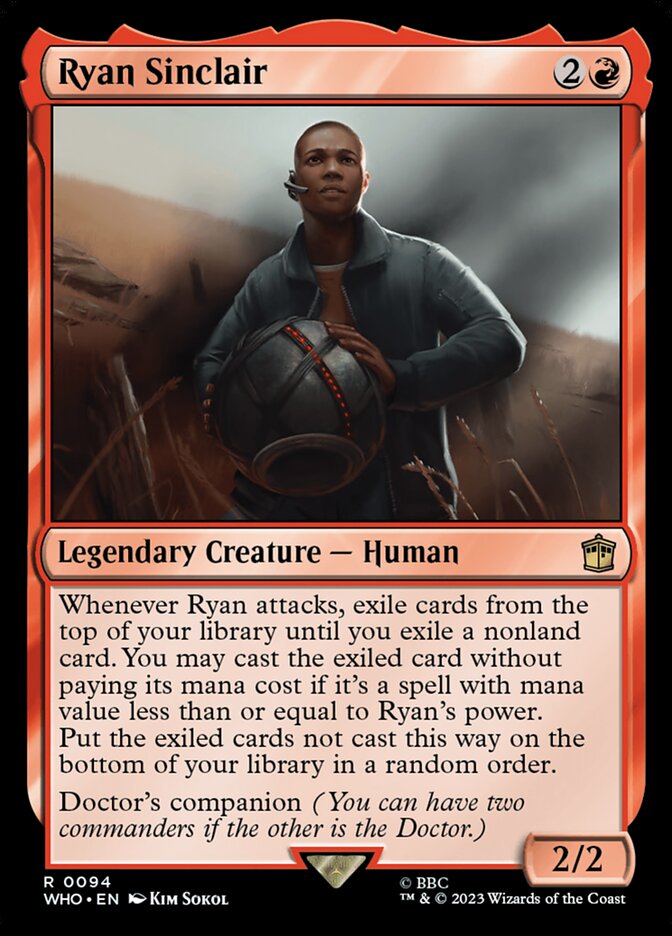 Ryan Sinclair
2
Legendary Creature — Human
Whenever Ryan attacks, exile cards from the
top of your library until you exile a nonland
card. You may cast the exiled card without
paying its mana cost if it's a spell with mana
value less than or equal to Ryan's power.
Put the exiled cards not cast this way on the
bottom of your library in a random order.
Doctor's companion (You can have two
commanders if the other is the Doctor.)
2/2
R 0094
WHO • EN Kim Sokol
© BBC
™ & © 2023 Wizards of the Coast